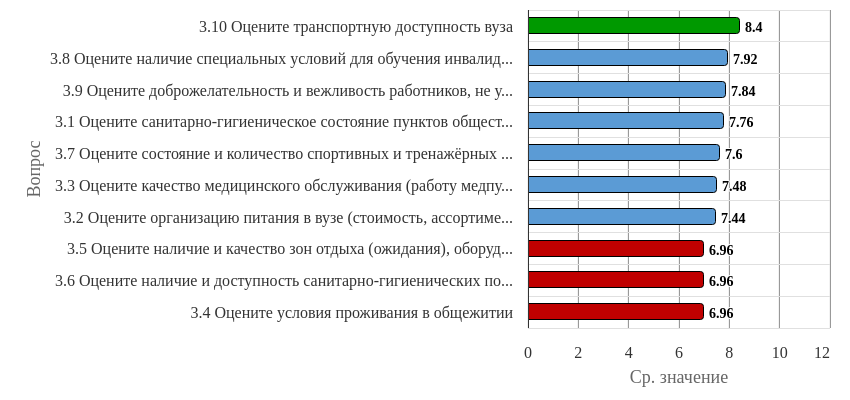 3.10 Оцените транспортную доступность вуза 8.4
3.8 Оцените наличие специальных условий для обучения инвалид... 7.92
3.9 Оцените доброжелательность и вежливость работников, не у... 7.84
3.1 Оцените санитарно-гигиеническое состояние пунктов общест... 7.76
3.7 Оцените состояние и количество спортивных и тренажёрных ... 7.6
3.3 Оцените качество медицинского обслуживания (работу медпу... 7.48
3.2 Оцените организацию питания в вузе (стоимость, ассортиме... 7.44
3.5 Оцените наличие и качество зон отдыха (ожидания), оборуд... 6.96
3.6 Оцените наличие и доступность санитарно-гигиенических по... 6.96
3.4 Оцените условия проживания в общежитии 6.96
Вопрос
0 2 4 6 8 10 12
Ср. значение